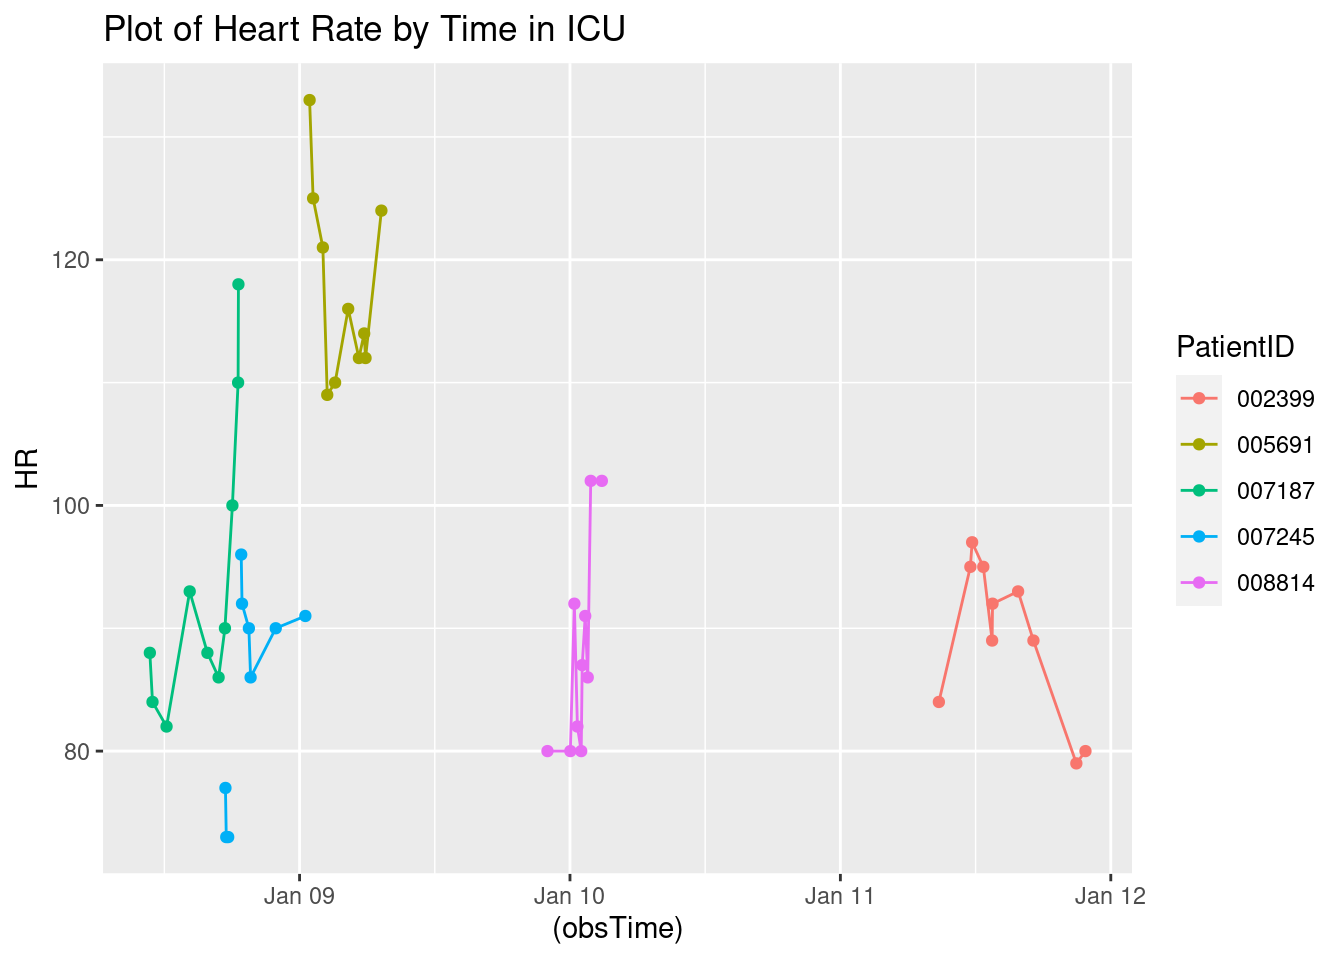 Plot of Heart Rate by Time in ICU
HR
120
100
80
Jan 09
Jan 10
Jan 11
Jan 12
(obsTime)
PatientID
002399
005691
007187
007245
008814